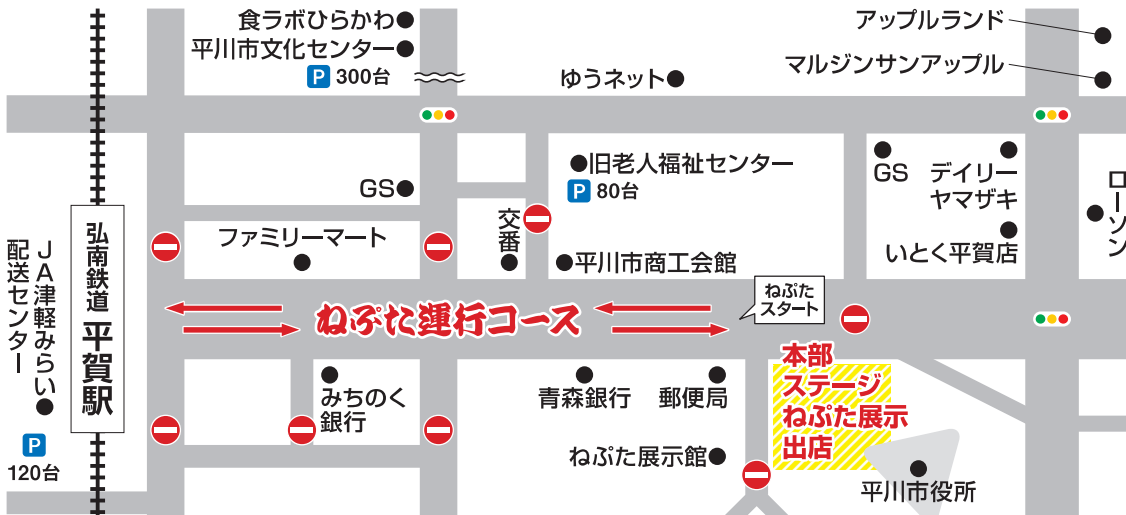 食ラボひらかわ
平川市文化センター
P 300台
アップルランド
マルジンサンアップル
ゆうネット
旧老人福祉センター
P 80台
GS
GS
デイリー
ヤマザキ
ローソン
交番
ファミリーマート
平川市商工会館
いとく平賀店
弘南鉄道 平賀駅
JA津軽みらい
配送センター
P
120台
ねぷた
スタート
ねぷた運行コース
本部
ステージ
ねぷた展示
出店
みちのく
銀行
青森銀行
郵便局
ねぷた展示館
平川市役所